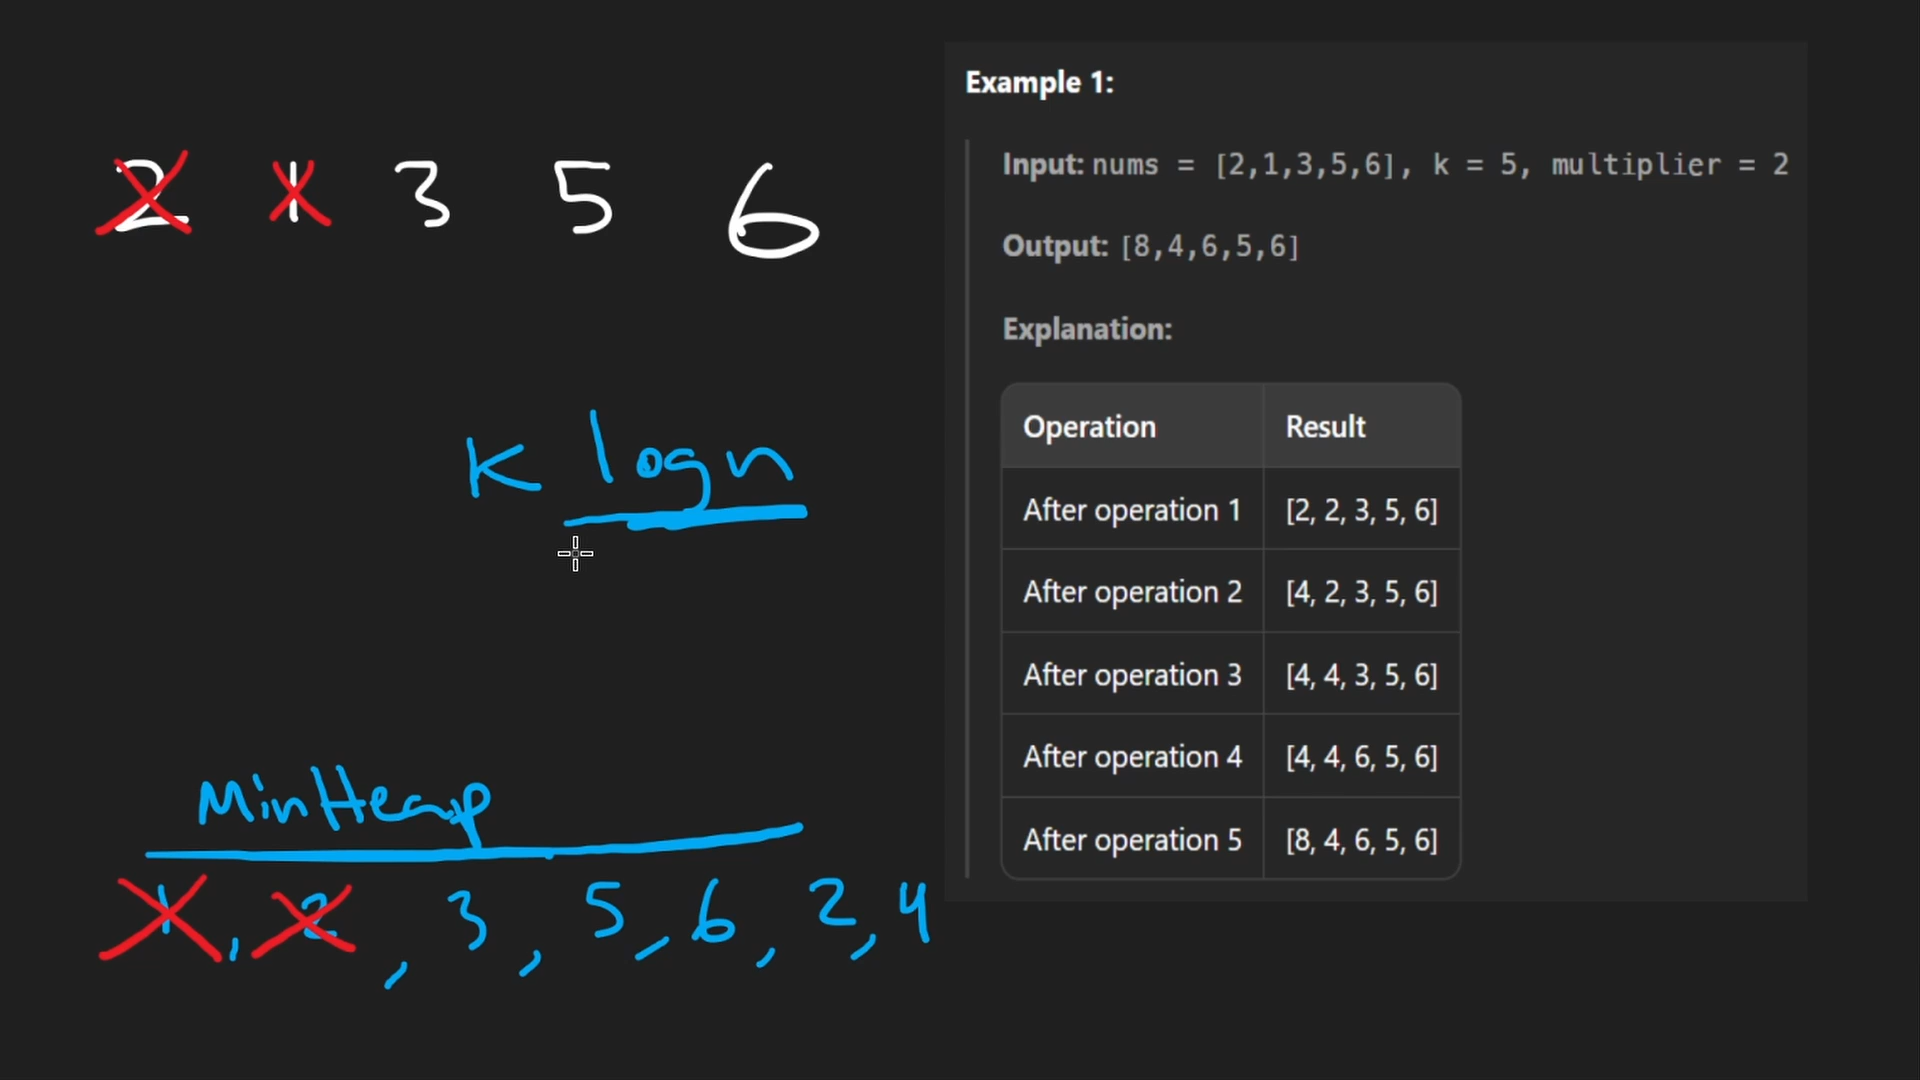 2 1 3 5 6
K logn
MinHeap
1, 2, 3, 5, 6, 2, 4
Example 1:
Input: nums = [2,1,3,5,6], k = 5, multiplier = 2
Output: [8,4,6,5,6]
Explanation:
Operation Result
After operation 1 [2, 2, 3, 5, 6]
After operation 2 [4, 2, 3, 5, 6]
After operation 3 [4, 4, 3, 5, 6]
After operation 4 [4, 4, 6, 5, 6]
After operation 5 [8, 4, 6, 5, 6]